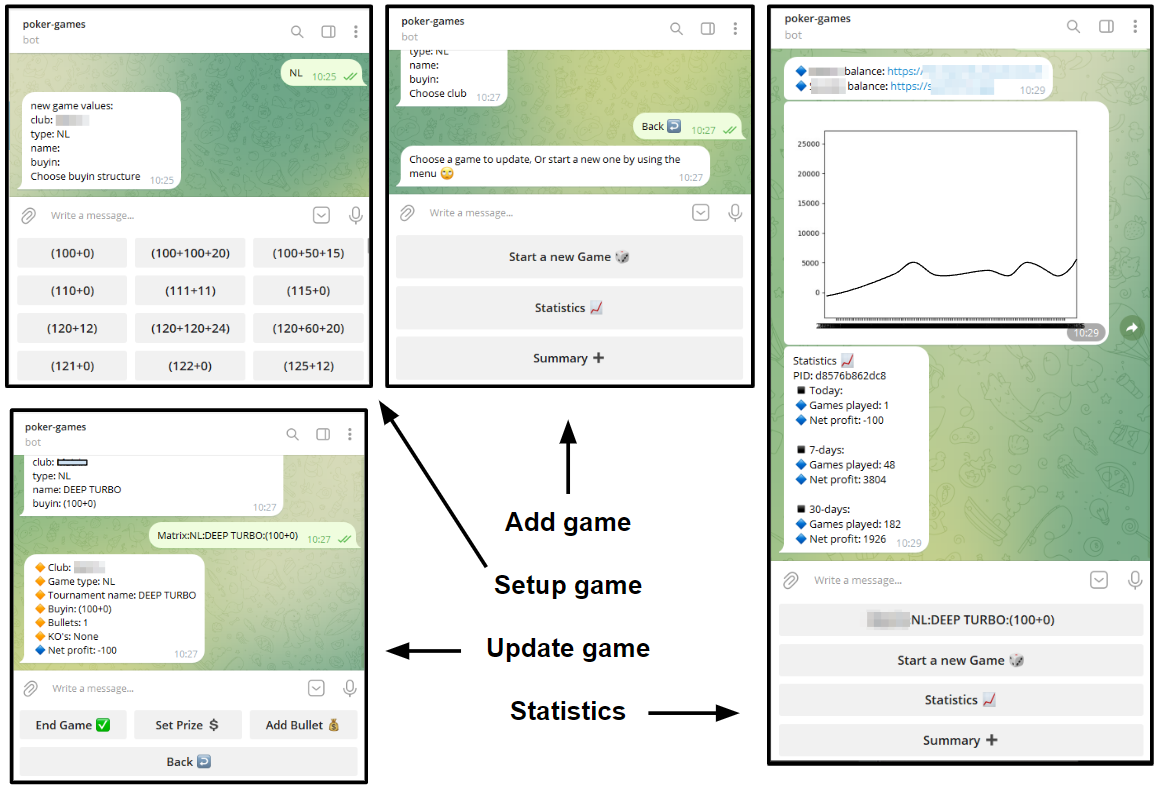 poker-games
bot
NL 10:25
new game values:
club:
type: NL
name:
buyin:
Choose buyin structure 10:25
Write a message...
(100+0) (100+100+20) (100+50+15)
(110+0) (111+11) (115+0)
(120+12) (120+120+24) (120+60+20)
(121+0) (122+0) (125+12)
poker-games
bot
type: NL
name:
buyin:
Choose club 10:27
Back 10:27
Choose a game to update, Or start a new one by using the
menu 10:27
Write a message...
Start a new Game
Statistics
Summary
poker-games
bot
balance: https://
balance: https://s
10:29
25000
20000
15000
10000
5000
0
10:29
Statistics
PID: d8576b862dc8
Today:
Games played: 1
Net profit: -100
7-days:
Games played: 48
Net profit: 3804
30-days:
Games played: 182
Net profit: 1926 10:29
Write a message...
NL:DEEP TURBO:(100+0)
Start a new Game
Statistics
Summary
poker-games
bot
club:
type: NL
name: DEEP TURBO
buyin: (100+0) 10:27
Matrix:NL:DEEP TURBO:(100+0) 10:27
Club:
Game type: NL
Tournament name: DEEP TURBO
Buyin: (100+0)
Bullets: 1
KO's: None
Net profit: -100 10:27
Write a message...
End Game Set Prize $ Add Bullet
Back
Add game
Setup game
Update game
Statistics